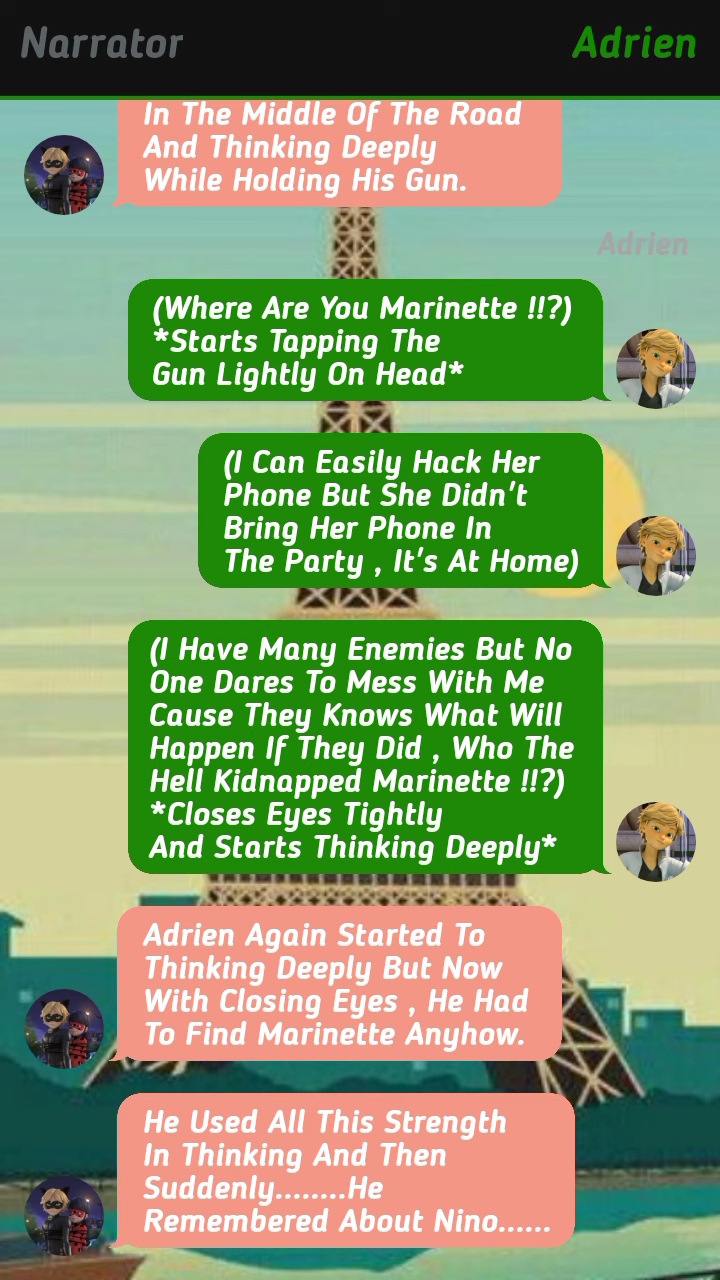 Narrator
Adrien
In The Middle Of The Road
And Thinking Deeply
While Holding His Gun.
Adrien
(Where Are You Marinette !!?)
*Starts Tapping The
Gun Lightly On Head*
(I Can Easily Hack Her
Phone But She Didn't
Bring Her Phone In
The Party , It's At Home)
(I Have Many Enemies But No
One Dares To Mess With Me
Cause They Knows What Will
Happen If They Did , Who The
Hell Kidnapped Marinette !!?)
*Closes Eyes Tightly
And Starts Thinking Deeply*
Adrien Again Started To
Thinking Deeply But Now
With Closing Eyes , He Had
To Find Marinette Anyhow.
He Used All This Strength
In Thinking And Then
Suddenly........He
Remembered About Nino......